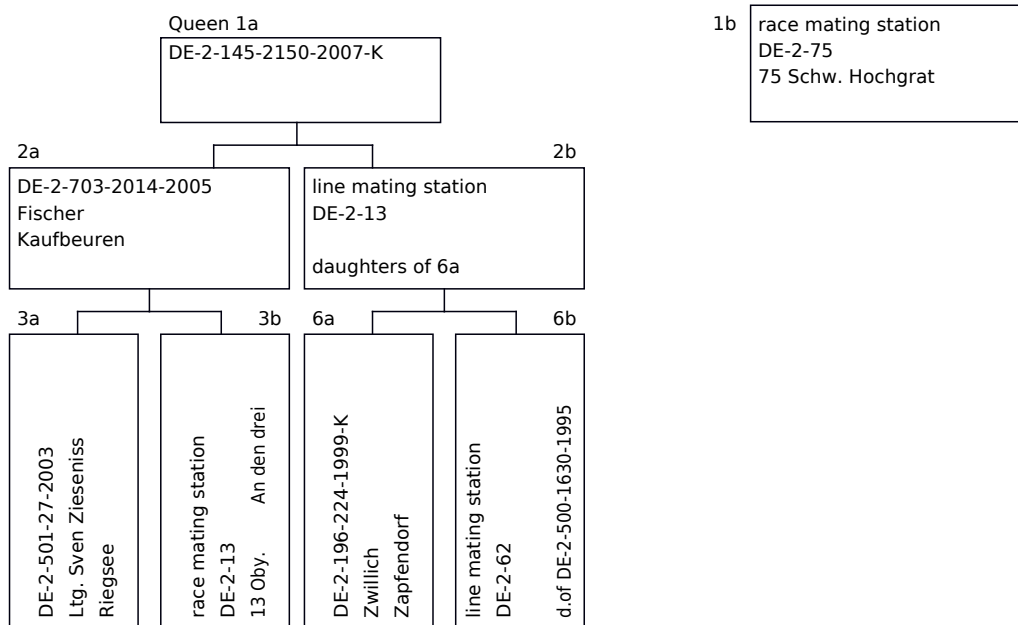 Queen 1a
DE-2-145-2150-2007-K
1b
race mating station
DE-2-75
75 Schw. Hochgrat
2a
DE-2-703-2014-2005
Fischer
Kaufbeuren
2b
line mating station
DE-2-13
daughters of 6a
3a
DE-2-501-27-2003
Ltg. Sven Zieseniss
Riegsee
3b
race mating station
DE-2-13
13 Oby. An den drei
6a
DE-2-196-224-1999-K
Zwillich
Zapfendorf
6b
line mating station
DE-2-62
d.of DE-2-500-1630-1995